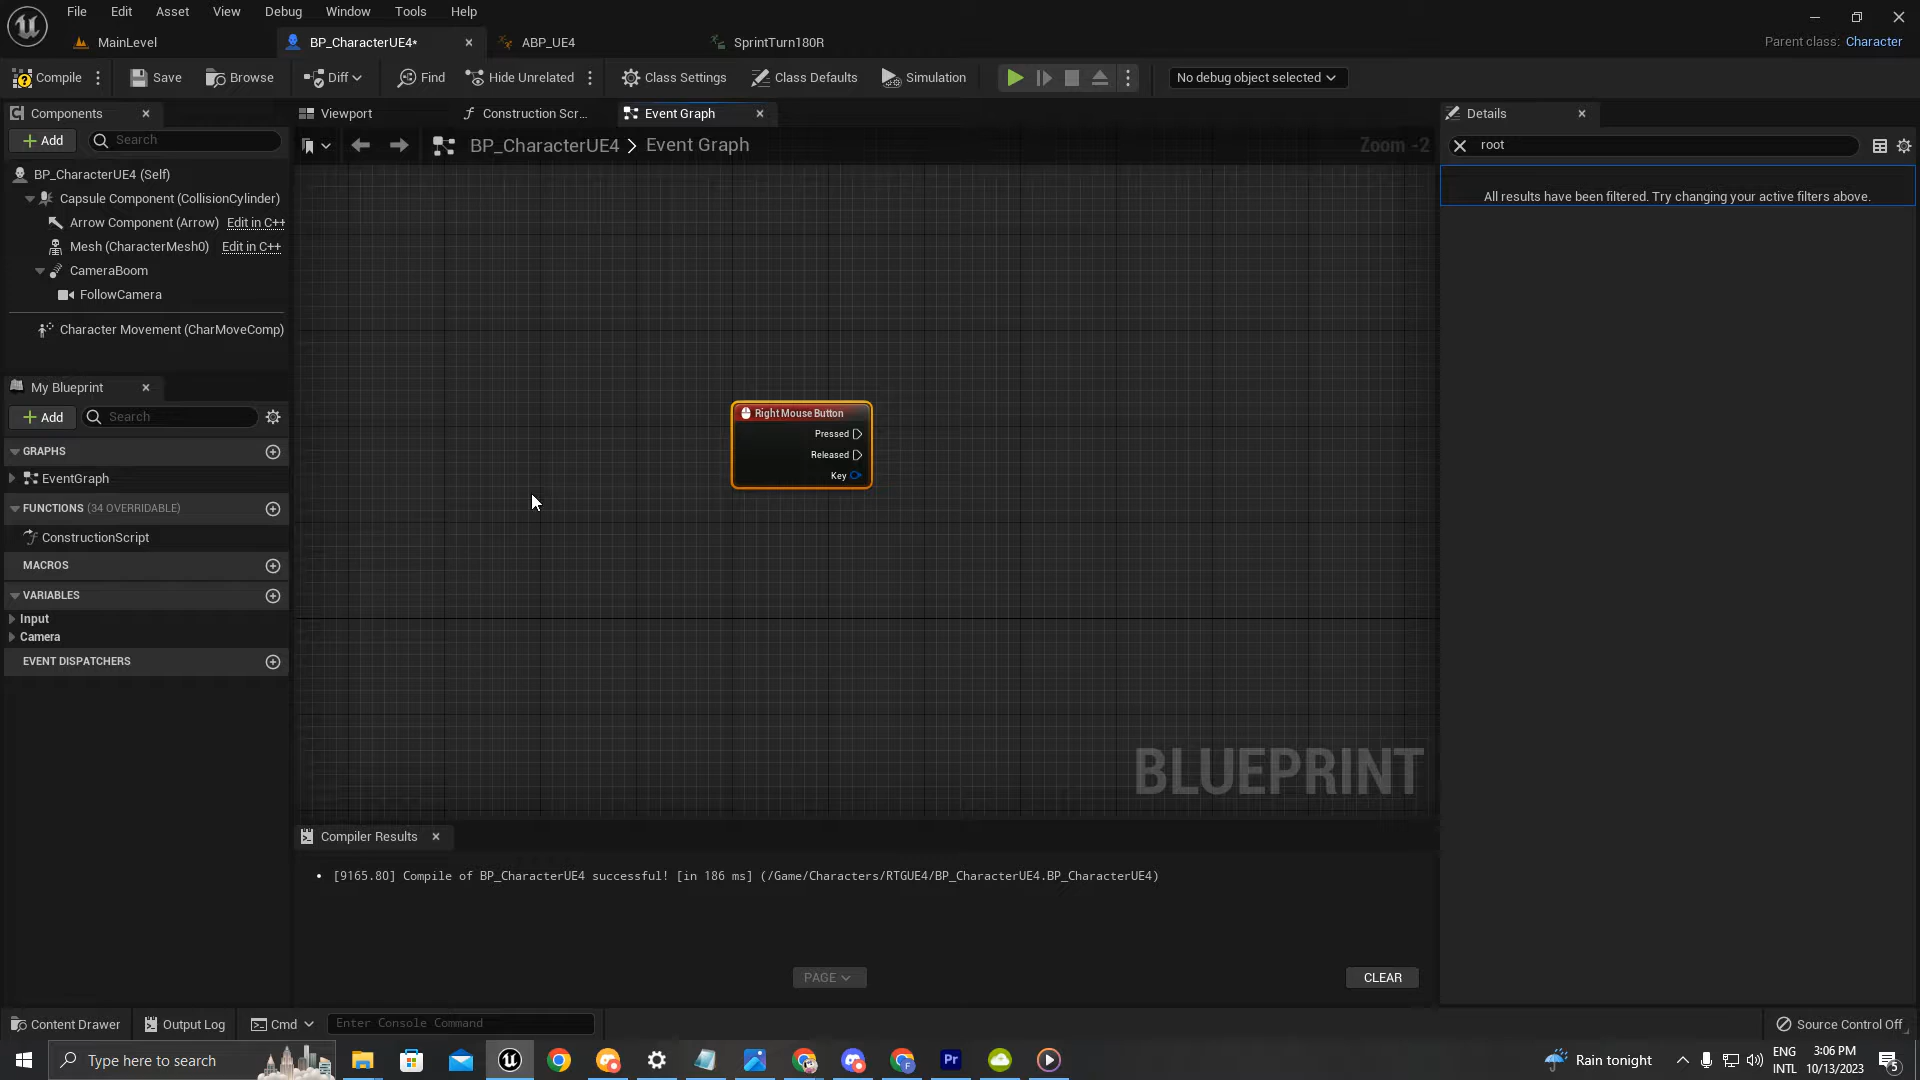 File Edit Asset View Debug Window Tools Help
MainLevel BP_CharacterUE4* ABP_UE4 SprintTurn180R
Parent class: Character
Compile Save Browse Diff Find Hide Unrelated Class Settings Class Defaults Simulation No debug object selected
Components
Add Search
BP_CharacterUE4 (Self)
Capsule Component (CollisionCylinder)
Arrow Component (Arrow) Edit in C++
Mesh (CharacterMesh0) Edit in C++
CameraBoom
FollowCamera
Character Movement (CharMoveComp)
My Blueprint
Add Search
GRAPHS
EventGraph
FUNCTIONS (34 OVERRIDABLE)
ConstructionScript
MACROS
VARIABLES
Input
Camera
EVENT DISPATCHERS
Viewport Construction Scr... Event Graph
BP_CharacterUE4 > Event Graph Zoom -2
Right Mouse Button
Pressed
Released
Key
BLUEPRINT
Compiler Results
[9165.80] Compile of BP_CharacterUE4 successful! [in 186 ms] (/Game/Characters/RTGUE4/BP_CharacterUE4.BP_CharacterUE4)
PAGE CLEAR
Details
root
All results have been filtered. Try changing your active filters above.
Content Drawer Output Log Cmd Enter Console Command Source Control Off
Type here to search Pr Rain tonight
ENG
INTL
3:06 PM
10/13/2023
5